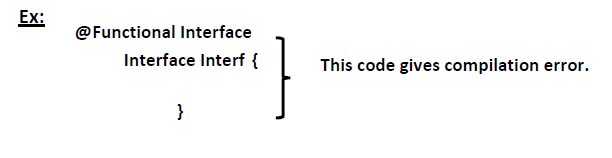 Ex:
@Functional Interface
Interface Interf {
This code gives compilation error.
}